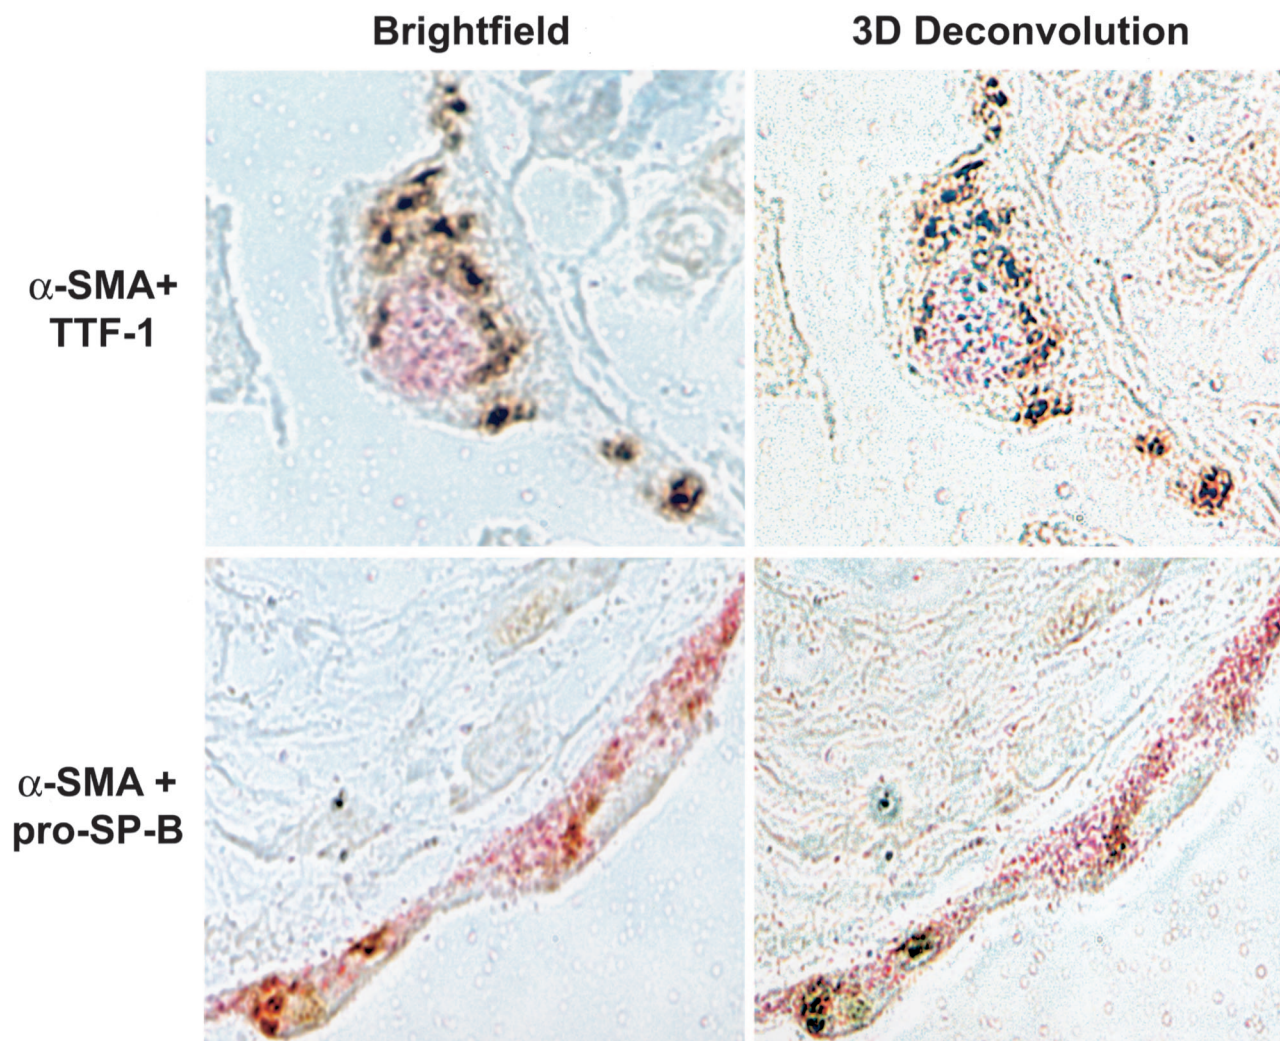 Brightfield
3D Deconvolution
α-SMA+
TTF-1
α-SMA +
pro-SP-B